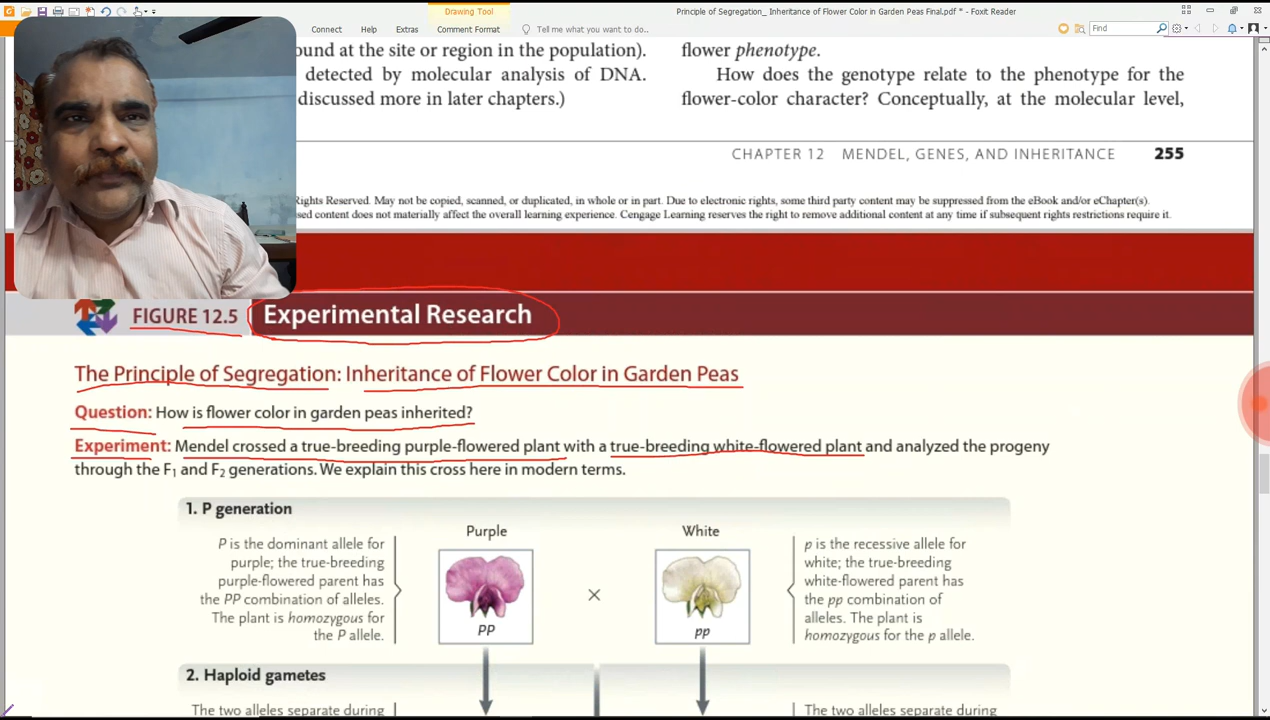 Drawing Tool
Principle of Segregation_ Inheritance of Flower Color in Garden Peas Final.pdf * - Foxit Reader
Connect Help Extras Comment Format Tell me what you want to do.. Find
ound at the site or region in the population).
detected by molecular analysis of DNA.
discussed more in later chapters.)
flower phenotype.
How does the genotype relate to the phenotype for the
flower-color character? Conceptually, at the molecular level,
CHAPTER 12 MENDEL, GENES, AND INHERITANCE 255
Rights Reserved. May not be copied, scanned, or duplicated, in whole or in part. Due to electronic rights, some third party content may be suppressed from the eBook and/or eChapter(s).
sed content does not materially affect the overall learning experience. Cengage Learning reserves the right to remove additional content at any time if subsequent rights restrictions require it.
FIGURE 12.5 Experimental Research
The Principle of Segregation: Inheritance of Flower Color in Garden Peas
Question: How is flower color in garden peas inherited?
Experiment: Mendel crossed a true-breeding purple-flowered plant with a true-breeding white-flowered plant and analyzed the progeny
through the F₁ and F₂ generations. We explain this cross here in modern terms.
1. P generation
P is the dominant allele for
purple; the true-breeding
purple-flowered parent has
the PP combination of alleles.
The plant is homozygous for
the P allele.
Purple
PP
×
White
pp
p is the recessive allele for
white; the true-breeding
white-flowered parent has
the pp combination of
alleles. The plant is
homozygous for the p allele.
2. Haploid gametes
The two alleles separate during
The two alleles separate during